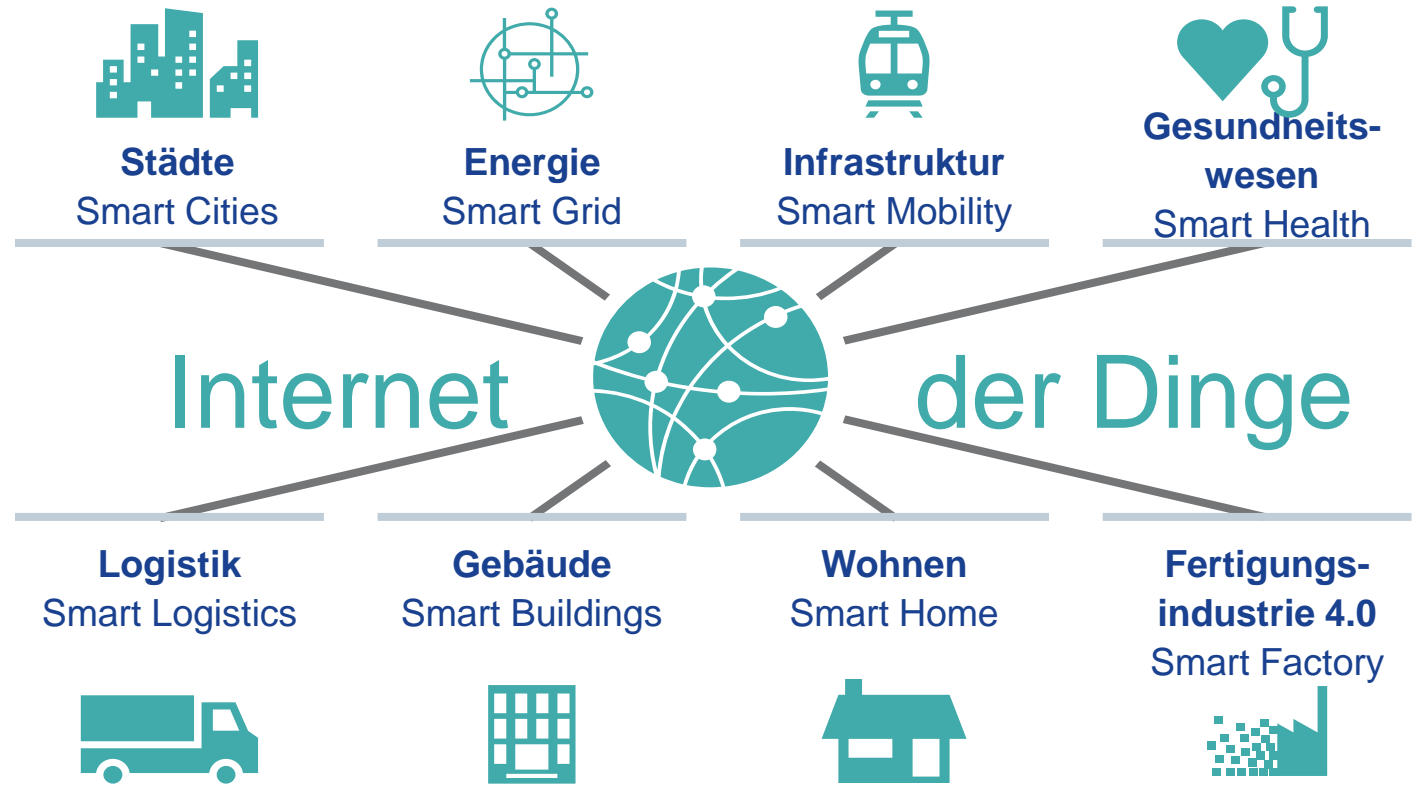 Städte
Smart Cities
Energie
Smart Grid
Infrastruktur
Smart Mobility
Gesundheits-
wesen
Smart Health
Internet
der Dinge
Logistik
Smart Logistics
Gebäude
Smart Buildings
Wohnen
Smart Home
Fertigungs-
industrie 4.0
Smart Factory